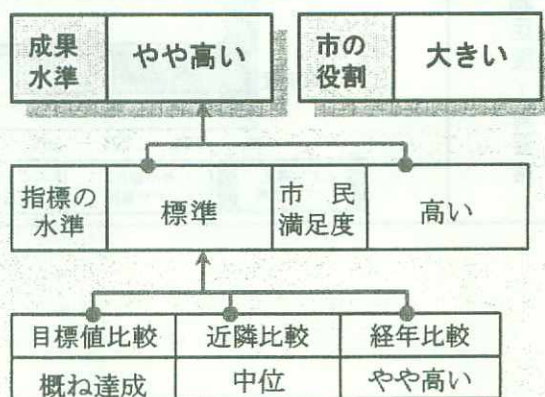 成果
水準
やや高い
市の
役割
大きい
指標の
水準
標準
市 民
満足度
高い
目標値比較 近隣比較 経年比較
概ね達成 中位 やや高い